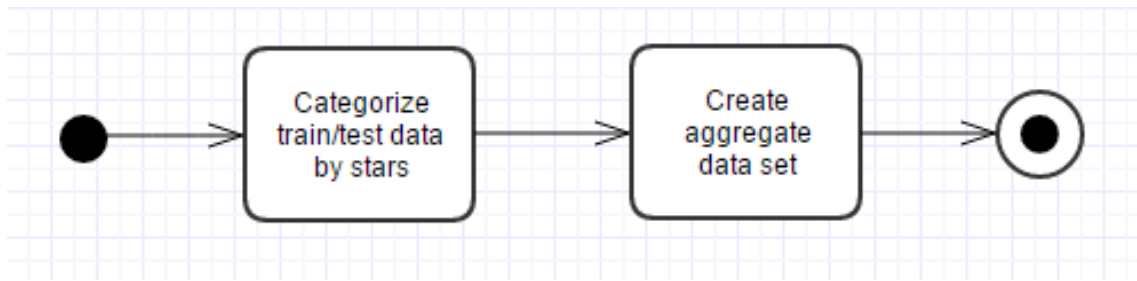 Categorize
train/test data
by stars
Create
aggregate
data set